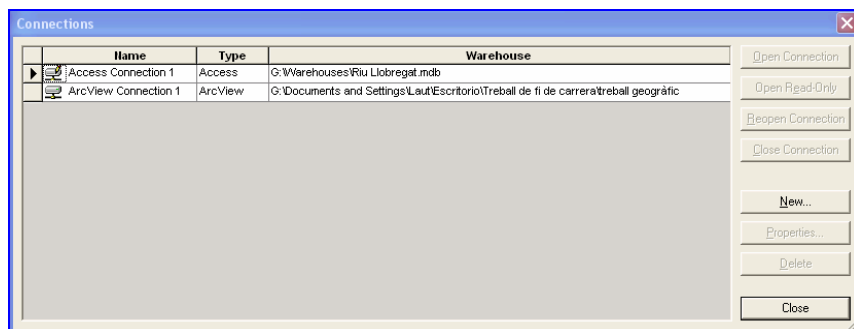 Connections
Name Type Warehouse
Access Connection 1 Access G:\Warehouses\Riu Llobregat.mdb
ArcView Connection 1 ArcView G:\Documents and Settings\Laut\Escritorio\Treball de fi de carrera\treball geogràfic
Open Connection
Open Read-Only
Reopen Connection
Close Connection
New...
Properties...
Delete
Close